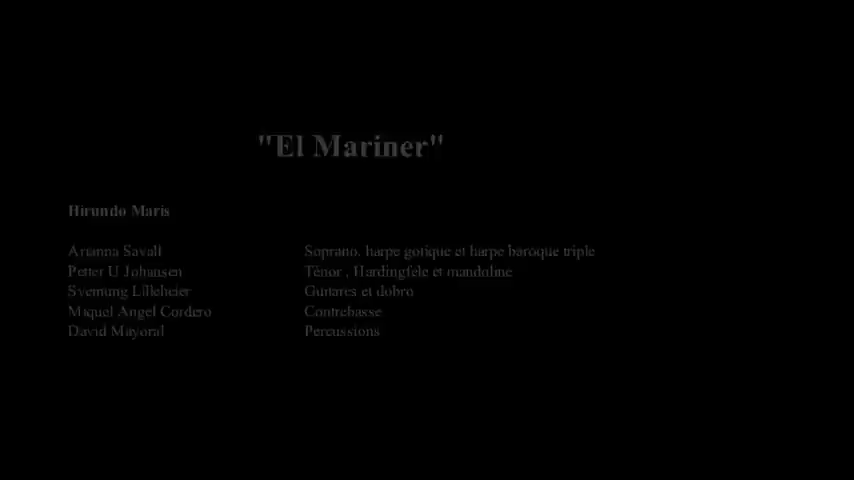 "El Mariner"
Hirundo Maris
Arianna Savall Soprano, harpe gotique et harpe baroque triple
Petter U Johansen Ténor , Hardingfele et mandoline
Sveinung Lilleheier Guitares et dobro
Miquel Angel Cordero Contrebasse
David Mayoral Percussions